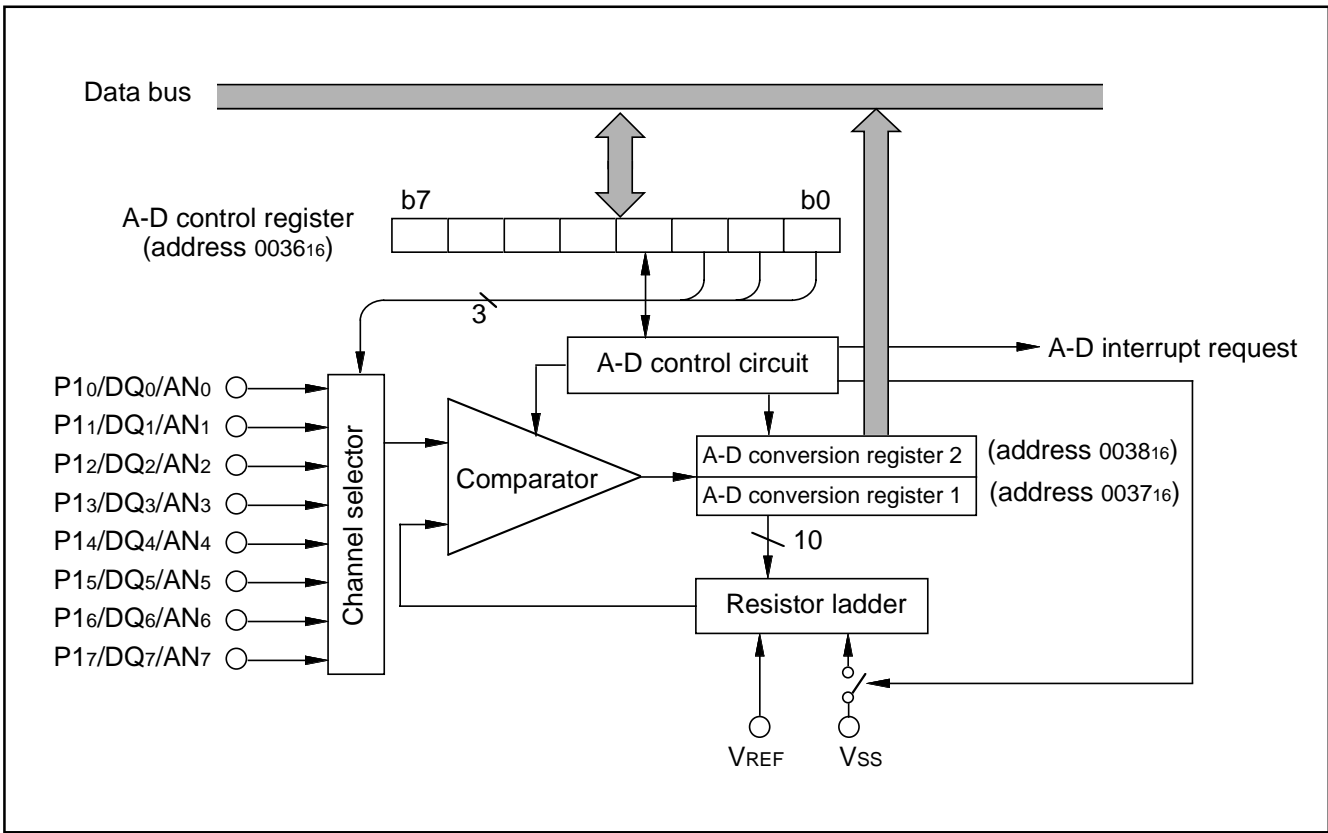 Data bus
b7 b0
A-D control register
(address 003616)
3
A-D control circuit
A-D interrupt request
P10/DQ0/AN0
P11/DQ1/AN1
P12/DQ2/AN2
P13/DQ3/AN3
P14/DQ4/AN4
P15/DQ5/AN5
P16/DQ6/AN6
P17/DQ7/AN7
Channel selector
Comparator
A-D conversion register 2 (address 003816)
A-D conversion register 1 (address 003716)
10
Resistor ladder
VREF VSS